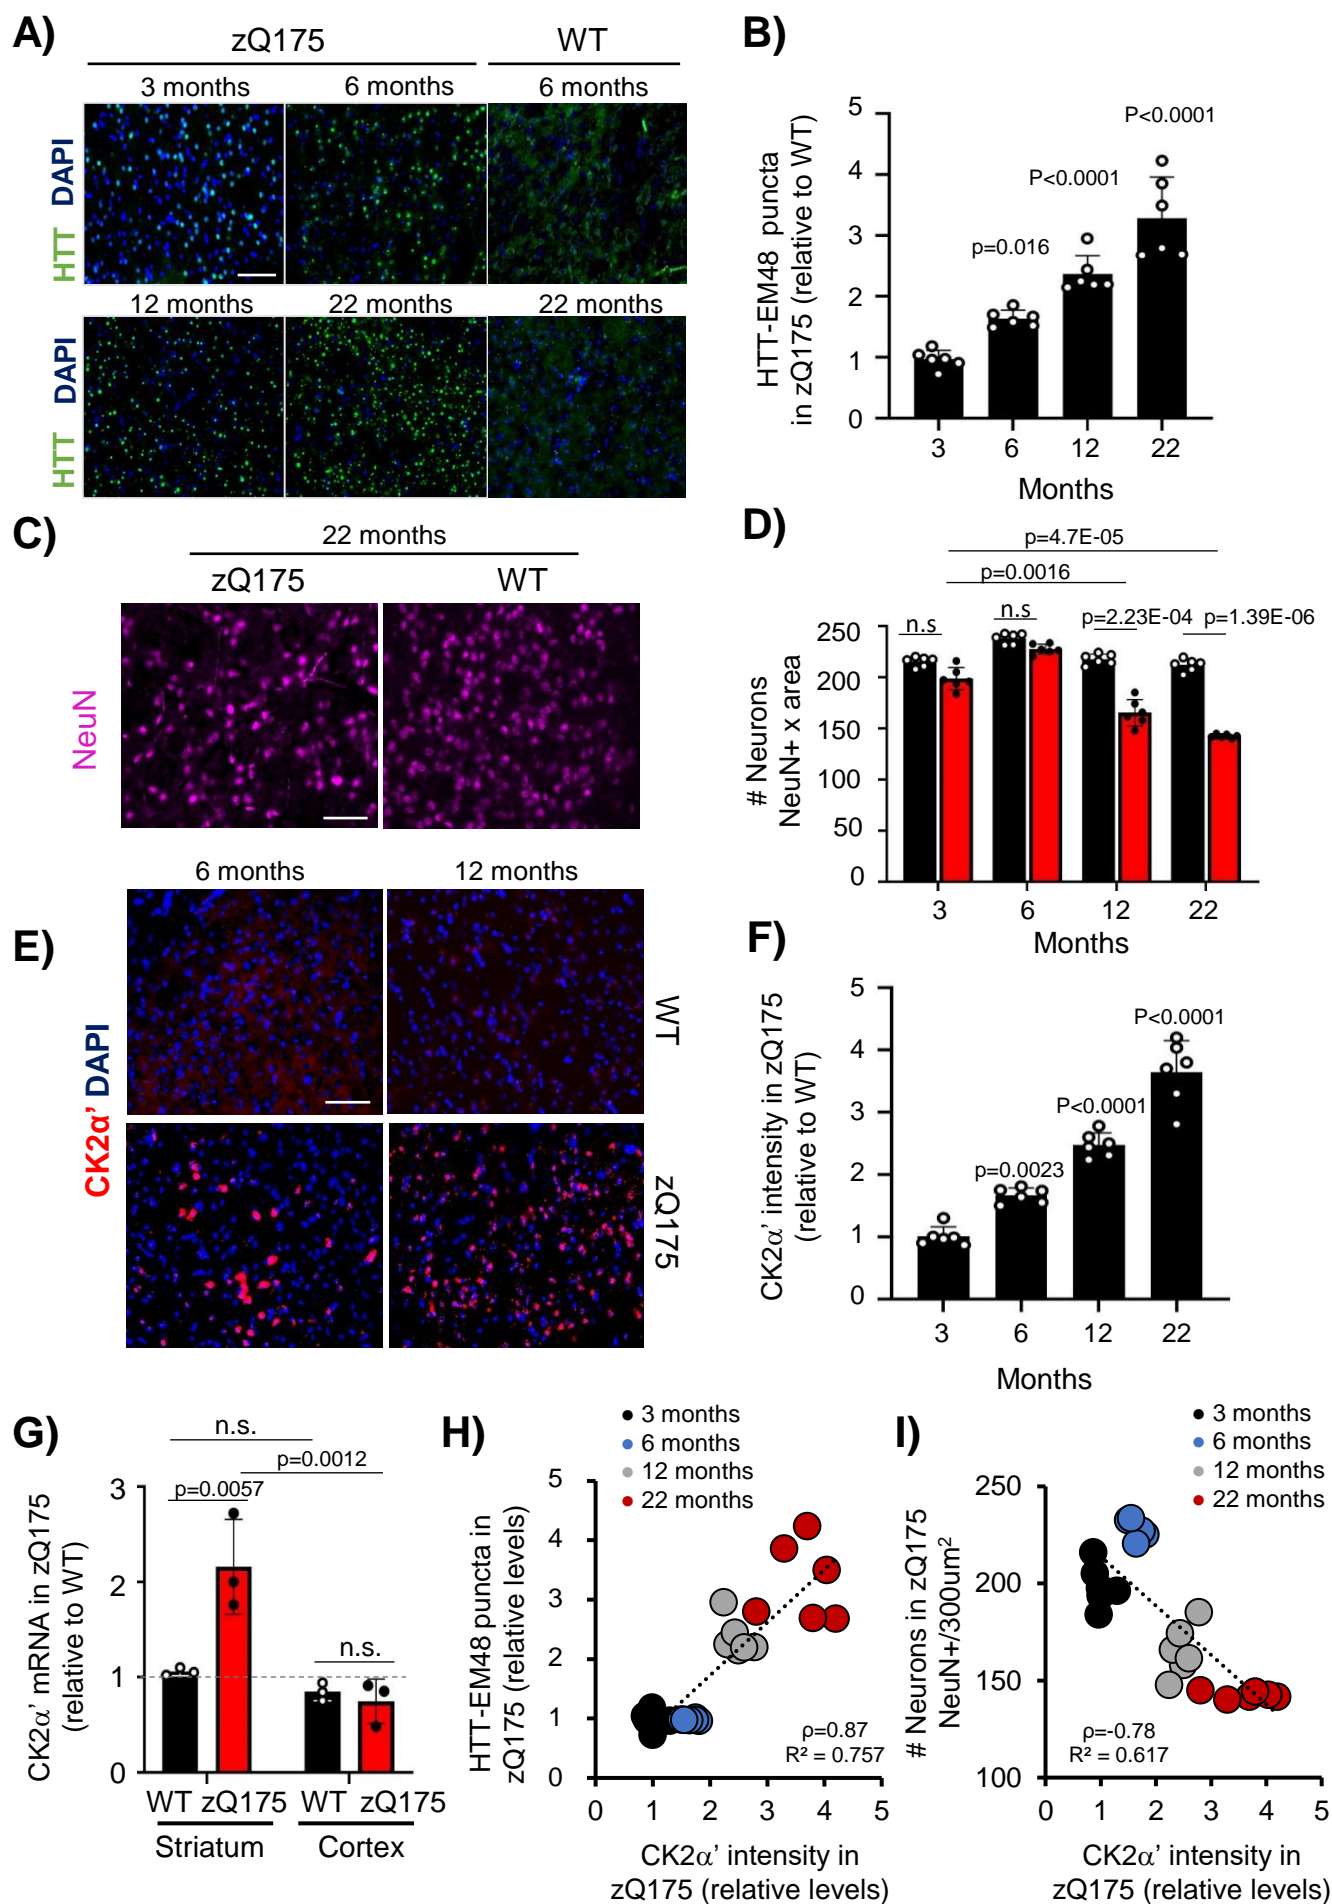 A)
zQ175
WT
3 months
6 months
6 months
HTT DAPI
12 months
22 months
22 months
HTT DAPI
B)
HTT-EM48 puncta
in zQ175 (relative to WT)
5
4
3
2
1
0
p=0.016
P<0.0001
P<0.0001
3
6
12
22
Months
C)
22 months
zQ175
WT
NeuN
D)
p=4.7E-05
p=0.0016
n.s
n.s
p=2.23E-04
p=1.39E-06
# Neurons
NeuN+ x area
250
200
150
100
50
0
3
6
12
22
Months
E)
6 months
12 months
CK2α’ DAPI
WT
zQ175
F)
CK2α’ intensity in zQ175
(relative to WT)
5
4
3
2
1
0
p=0.0023
P<0.0001
P<0.0001
3
6
12
22
Months
G)
n.s.
p=0.0012
p=0.0057
n.s.
CK2α’ mRNA in zQ175
(relative to WT)
3
2
1
0
WT zQ175 WT zQ175
Striatum
Cortex
H)
3 months
6 months
12 months
22 months
HTT-EM48 puncta in
zQ175 (relative levels)
5
4
3
2
1
0
ρ=0.87
R² = 0.757
0 1 2 3 4 5
CK2α’ intensity in
zQ175 (relative levels)
I)
3 months
6 months
12 months
22 months
# Neurons in zQ175
NeuN+/300um²
250
200
150
100
ρ=-0.78
R² = 0.617
0 1 2 3 4 5
CK2α’ intensity in
zQ175 (relative levels)